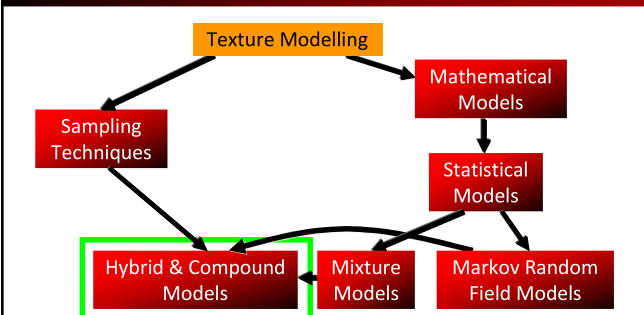 Texture Modelling
Mathematical
Models
Sampling
Techniques
Statistical
Models
Hybrid & Compound
Models
Mixture
Models
Markov Random
Field Models